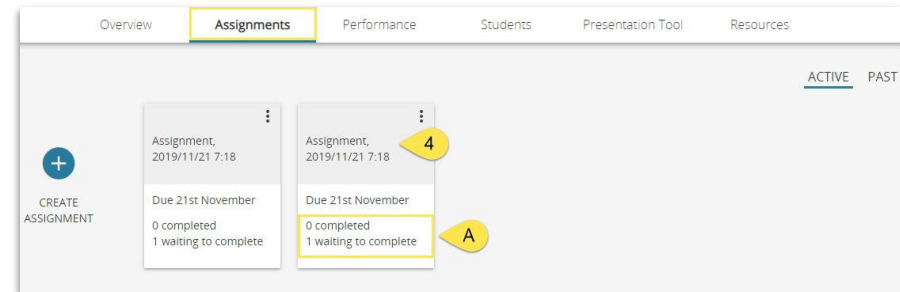 Overview Assignments Performance Students Presentation Tool Resources
ACTIVE PAST
CREATE
ASSIGNMENT
Assignment,
2019/11/21 7:18
Due 21st November
0 completed
1 waiting to complete
Assignment,
2019/11/21 7:18
4
Due 21st November
0 completed
1 waiting to complete
A